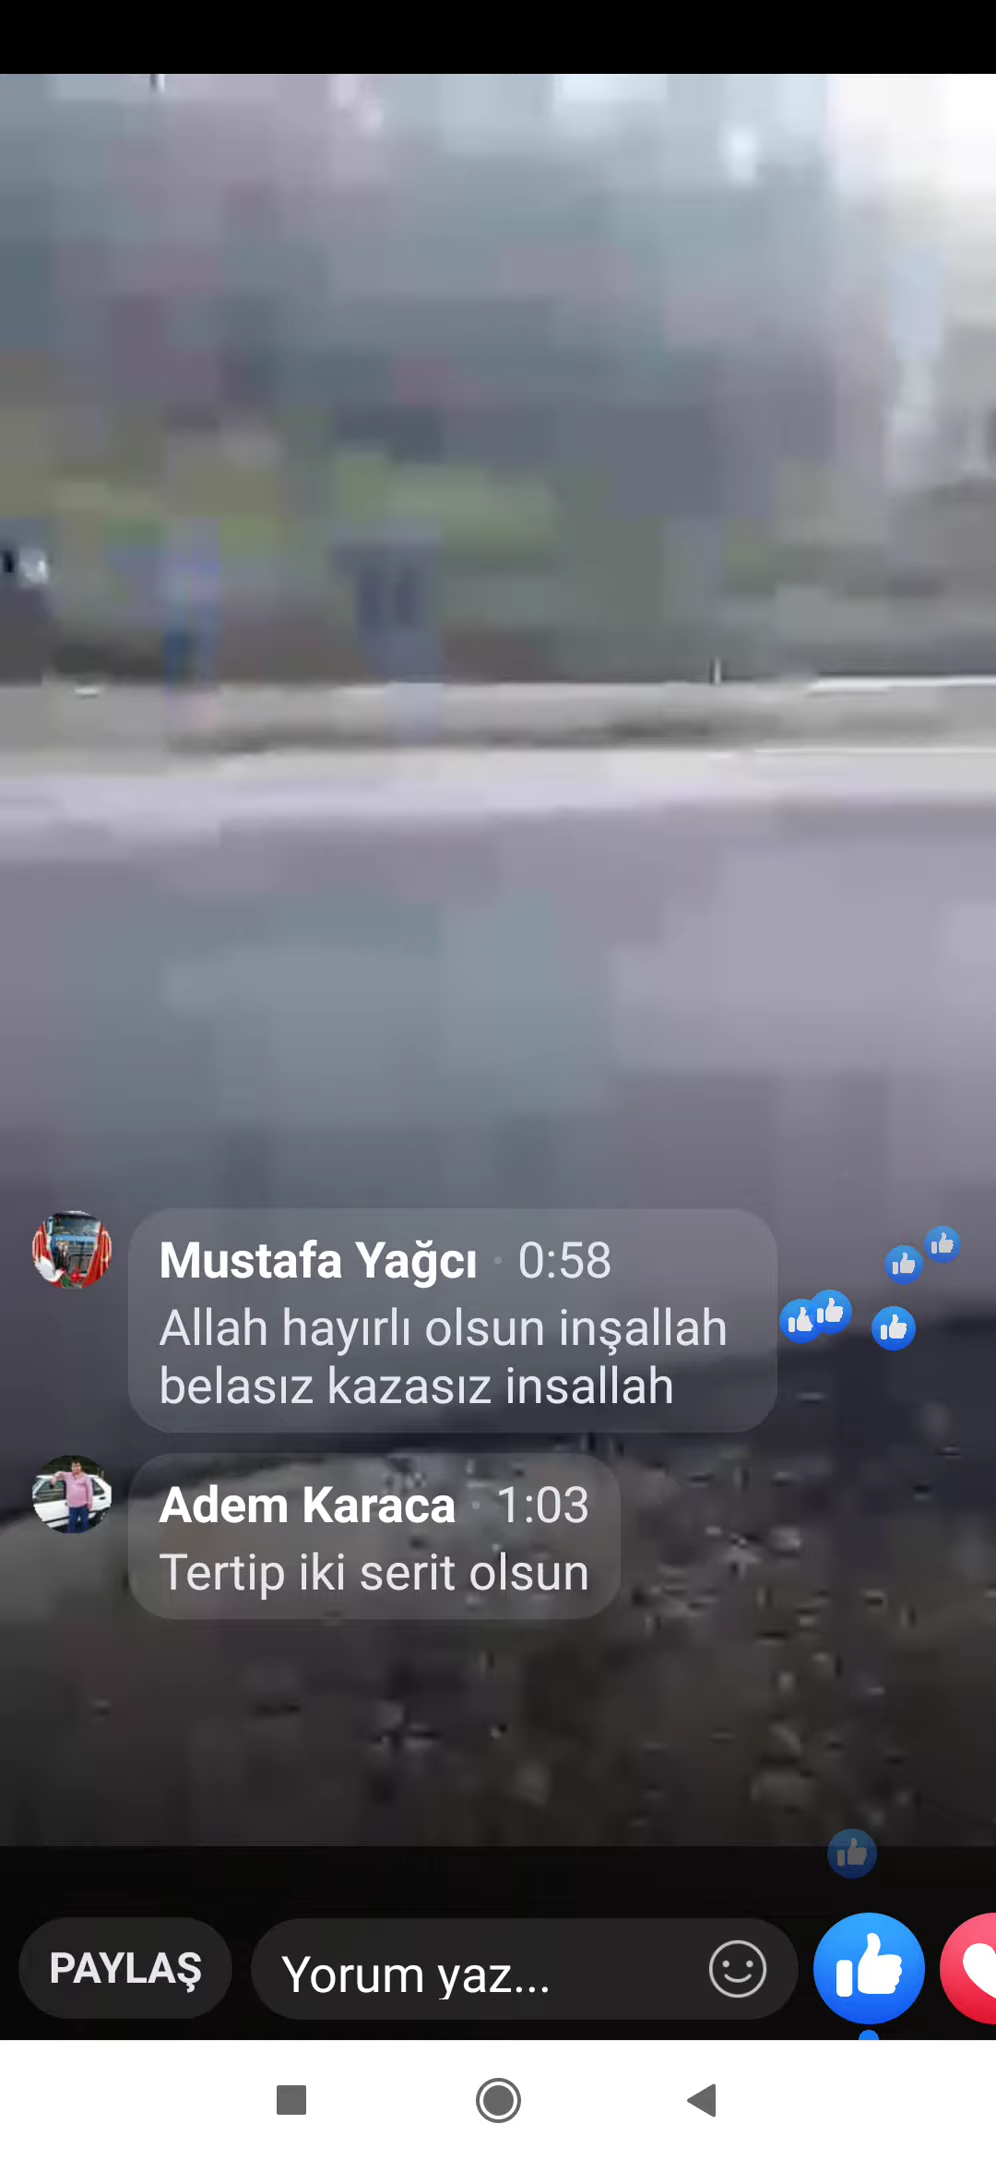 Mustafa Yağcı · 0:58
Allah hayırlı olsun inşallah
belasız kazasız insallah
Adem Karaca · 1:03
Tertip iki serit olsun
PAYLAŞ
Yorum yaz...